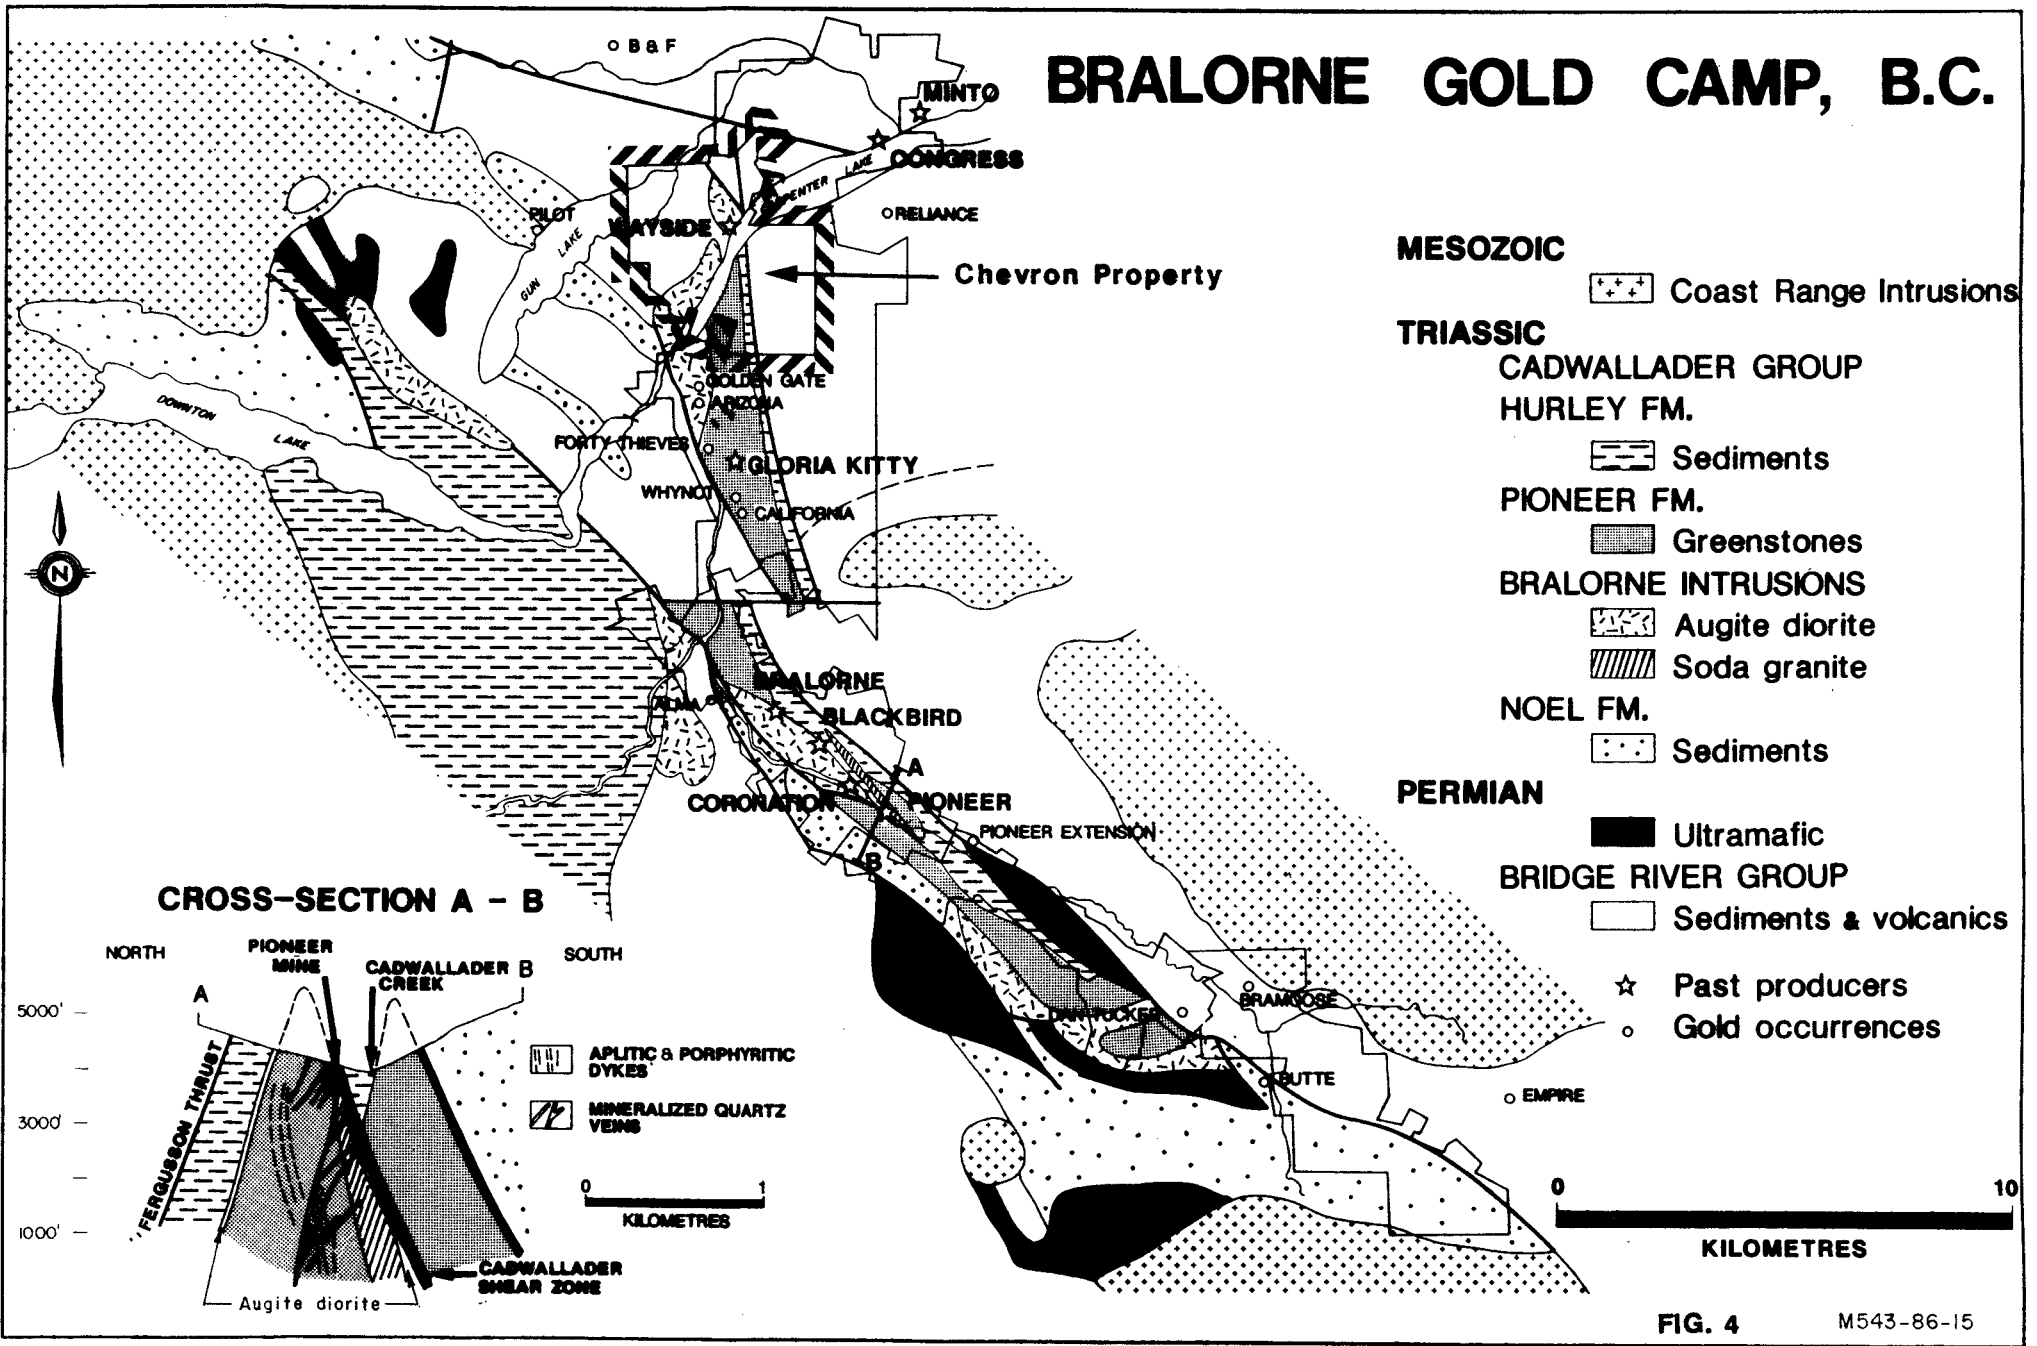 BRALORNE GOLD CAMP, B.C.
B & F
MINTO
CONGRESS
CARPENTER LAKE
RELIANCE
PILOT
WAYSIDE
GUN LAKE
Chevron Property
GOLDEN GATE
ARIZONA
DOWNTON LAKE
FORTY THIEVES
GLORIA KITTY
WHYNOT
CALIFORNIA
N
BRALORNE
ALMA
BLACKBIRD
A
CORONATION
PIONEER
PIONEER EXTENSION
B
BRAMOOSE
DAN TUCKER
BUTTE
EMPIRE
MESOZOIC
Coast Range Intrusions
TRIASSIC
CADWALLADER GROUP
HURLEY FM.
Sediments
PIONEER FM.
Greenstones
BRALORNE INTRUSIONS
Augite diorite
Soda granite
NOEL FM.
Sediments
PERMIAN
Ultramafic
BRIDGE RIVER GROUP
Sediments & volcanics
Past producers
Gold occurrences
0 10
KILOMETRES
CROSS-SECTION A - B
NORTH
PIONEER
MINE
CADWALLADER
CREEK
B
SOUTH
A
5000'
3000'
1000'
FERGUSSON THRUST
APLITIC & PORPHYRITIC
DYKES
MINERALIZED QUARTZ
VEINS
0 1
KILOMETRES
CADWALLADER
SHEAR ZONE
Augite diorite
FIG. 4
M543-86-15